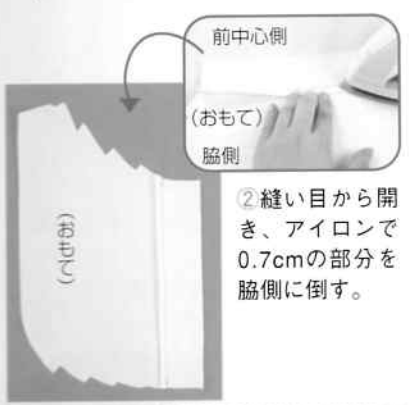 前中心側
(おもて)
脇側
(おもて)
②縫い目から開
き、アイロンで
0.7cmの部分を
脇側に倒す。